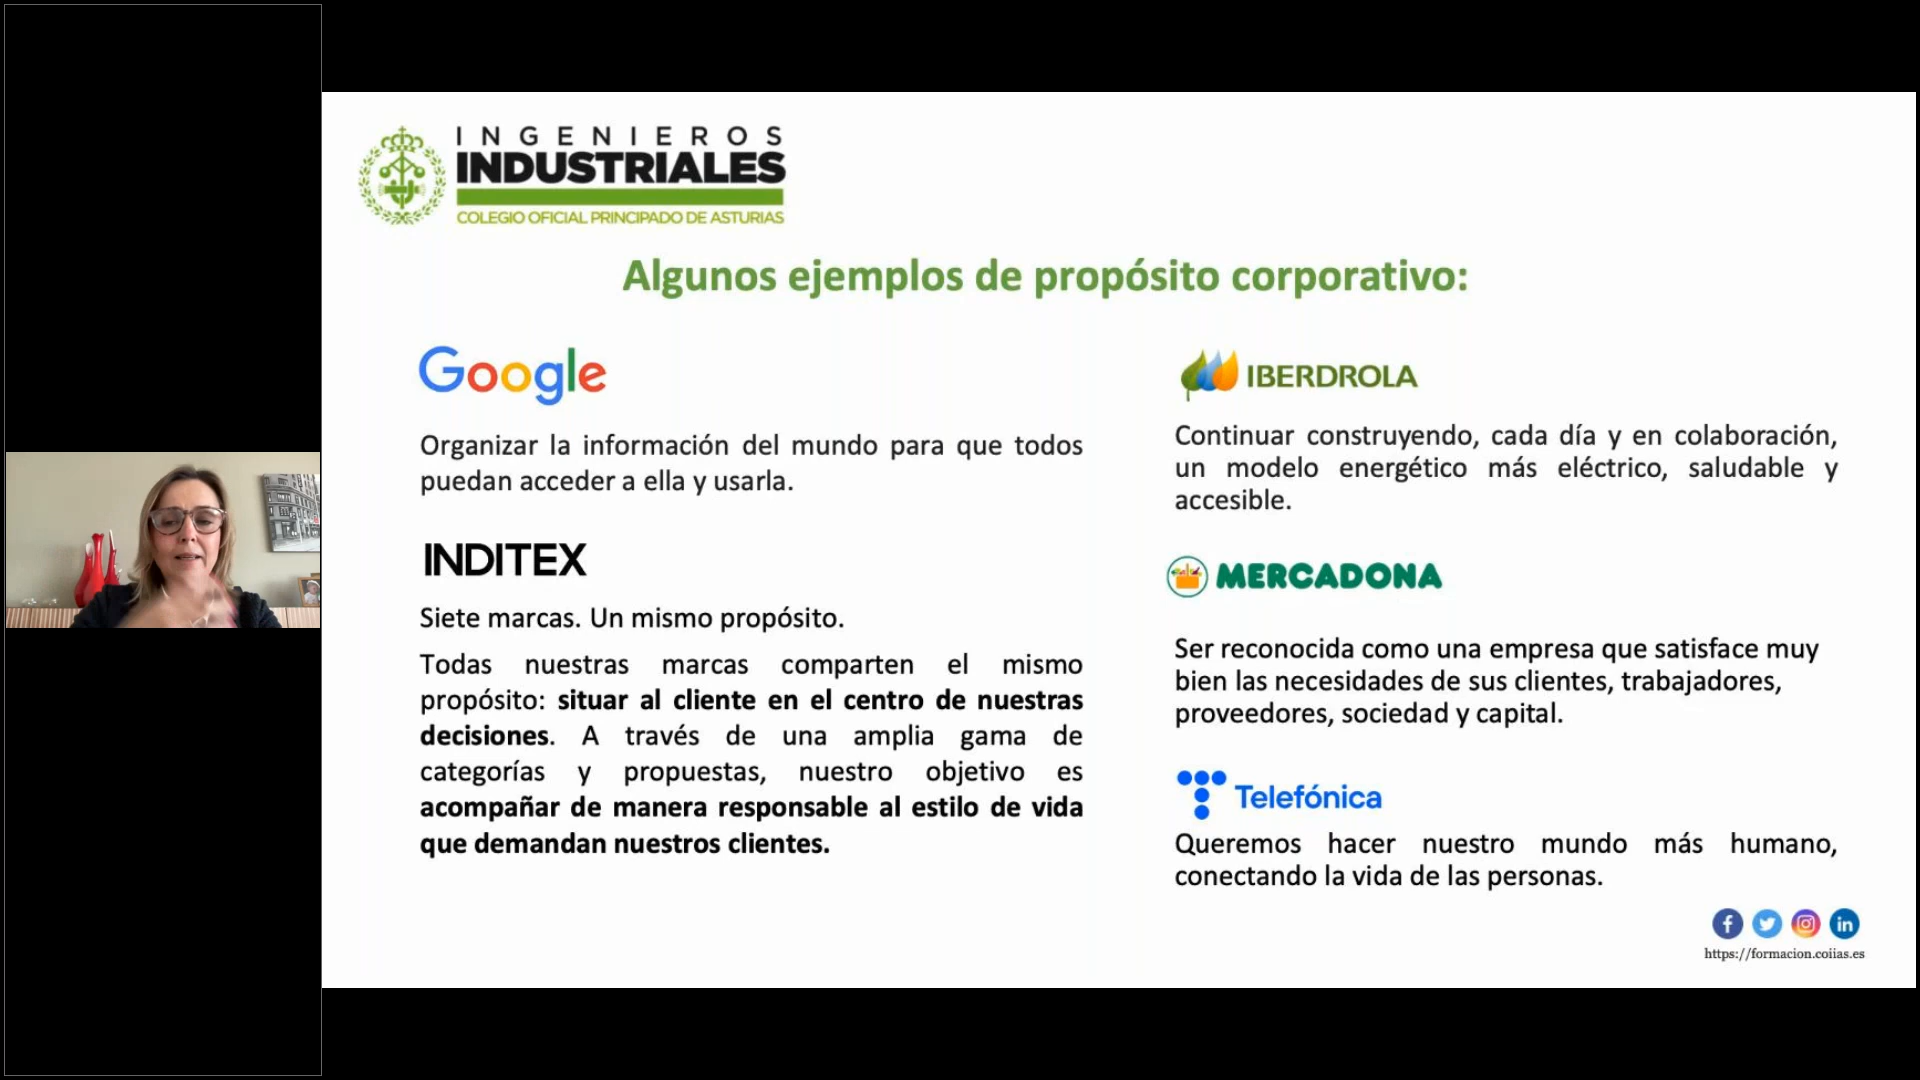 INGENIEROS
INDUSTRIALES
COLEGIO OFICIAL PRINCIPADO DE ASTURIAS
Algunos ejemplos de propósito corporativo:
Google
Organizar la información del mundo para que todos
puedan acceder a ella y usarla.
INDITEX
Siete marcas. Un mismo propósito.
Todas nuestras marcas comparten el mismo
propósito: situar al cliente en el centro de nuestras
decisiones. A través de una amplia gama de
categorías y propuestas, nuestro objetivo es
acompañar de manera responsable al estilo de vida
que demandan nuestros clientes.
IBERDROLA
Continuar construyendo, cada día y en colaboración,
un modelo energético más eléctrico, saludable y
accesible.
MERCADONA
Ser reconocida como una empresa que satisface muy
bien las necesidades de sus clientes, trabajadores,
proveedores, sociedad y capital.
Telefónica
Queremos hacer nuestro mundo más humano,
conectando la vida de las personas.
https://formacion.coiias.es